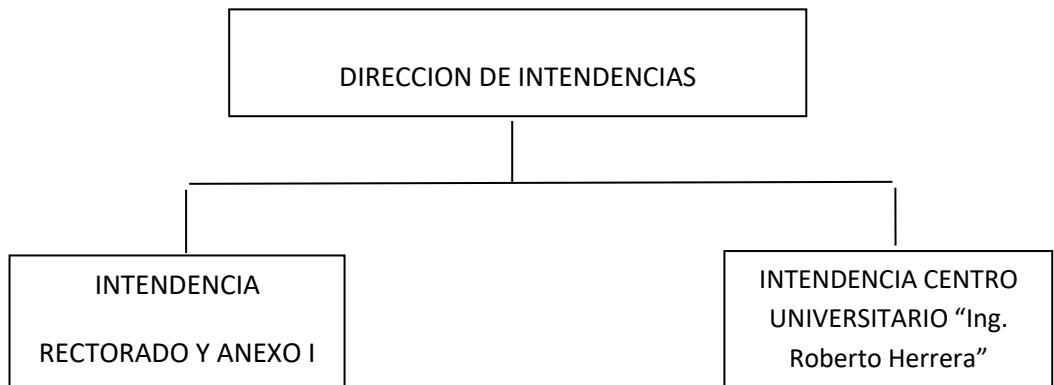 DIRECCION DE INTENDENCIAS
INTENDENCIA
RECTORADO Y ANEXO I
INTENDENCIA CENTRO
UNIVERSITARIO “Ing.
Roberto Herrera”